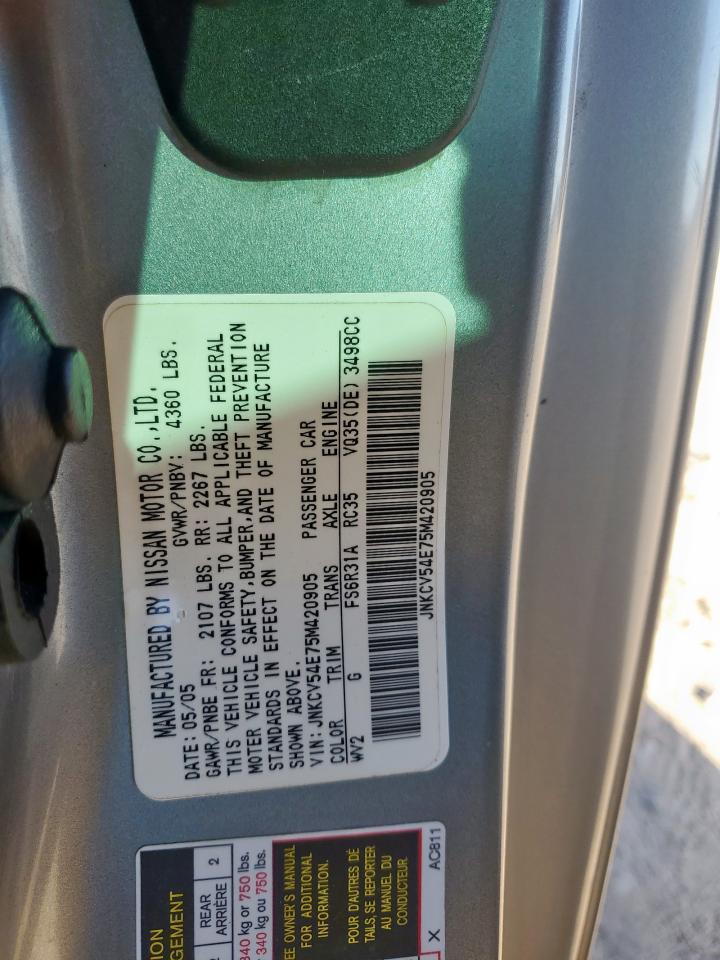 MANUFACTURED BY NISSAN MOTOR CO.,LTD.
DATE: 05/05 GVWR/PNBV: 4360 LBS.
GAWR/PNBE FR: 2107 LBS. RR: 2267 LBS.
THIS VEHICLE CONFORMS TO ALL APPLICABLE FEDERAL
MOTER VEHICLE SAFETY,BUMPER,AND THEFT PREVENTION
STANDARDS IN EFFECT ON THE DATE OF MANUFACTURE
SHOWN ABOVE.
VIN: JNKCV54E75M420905 PASSENGER CAR
COLOR TRIM TRANS AXLE ENGINE
WV2 G FS6R31A RC35 VQ35(DE) 3498CC
JNKCV54E75M420905
REAR 2
ARRIÈRE
340 kg or 750 lbs.
340 kg ou 750 lbs.
OWNER'S MANUAL
FOR ADDITIONAL
INFORMATION.
POUR D'AUTRES DÉ
TAILS, SE REPORTER
AU MANUEL DU
CONDUCTEUR.
X AC811